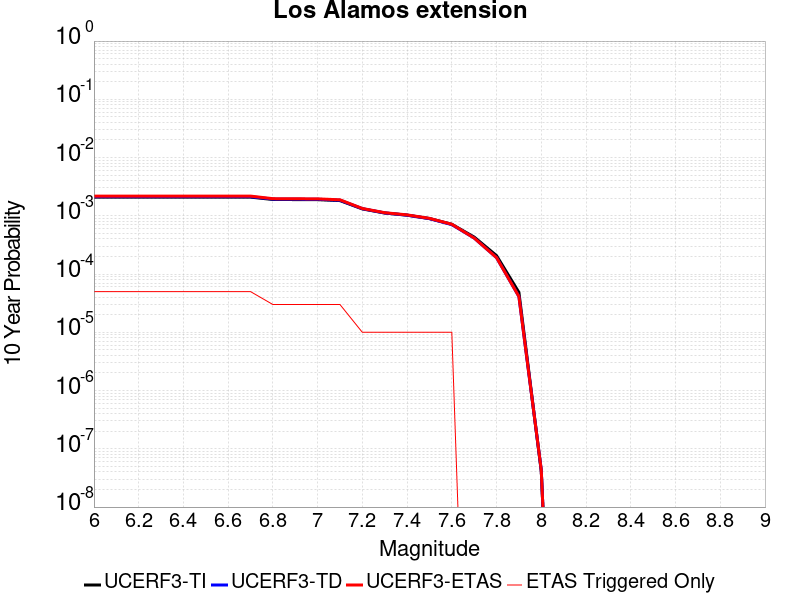 Los Alamos extension
10 0
10 -1
10 -2
10 -3
10 -4
10 -5
10 -6
10 -7
10 -8
10 Year Probability
6 6.2 6.4 6.6 6.8 7 7.2 7.4 7.6 7.8 8 8.2 8.4 8.6 8.8 9
Magnitude
UCERF3-TI UCERF3-TD UCERF3-ETAS ETAS Triggered Only